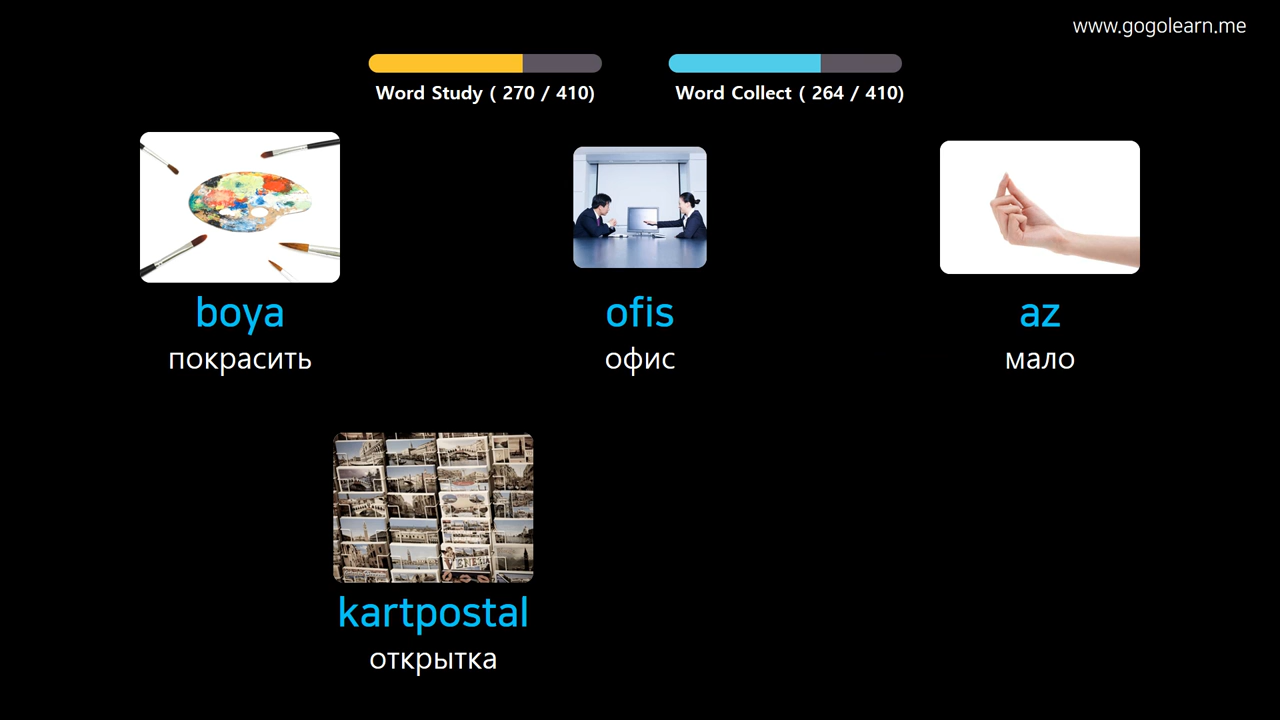 www.gogolearn.me
Word Study ( 270 / 410)
Word Collect ( 264 / 410)
boya
покрасить
ofis
офис
az
мало
VENEZIA
kartpostal
открытка